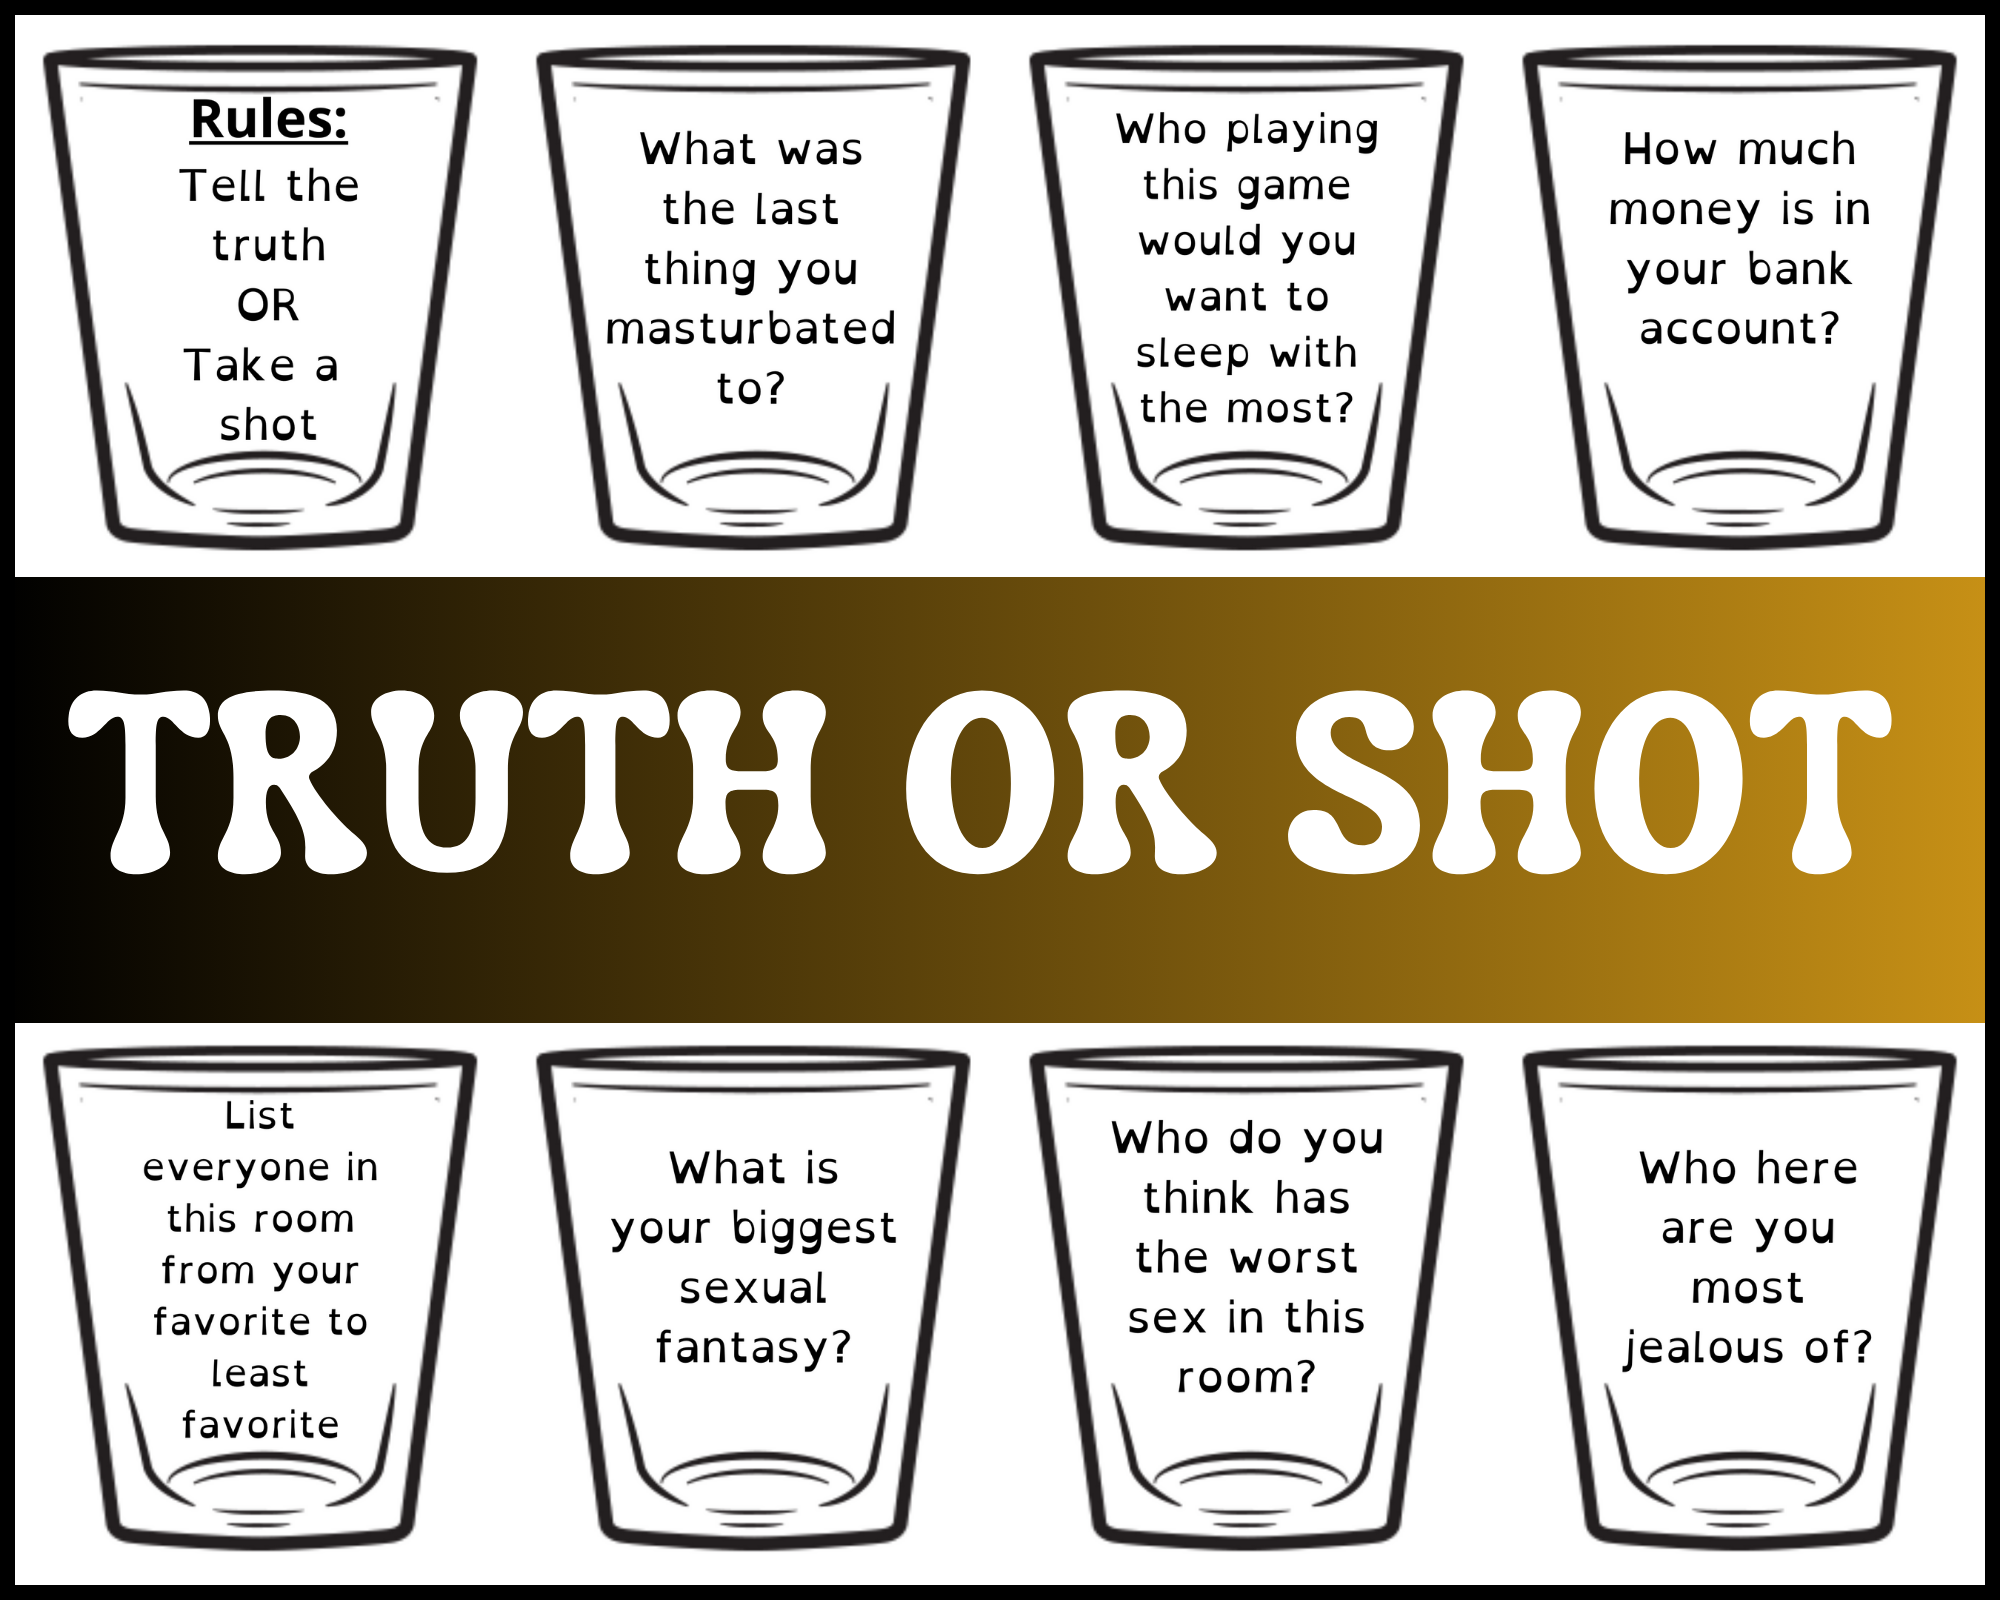 Rules:
Tell the
truth
OR
Take a
shot
What was
the last
thing you
masturbated
to?
Who playing
this game
would you
want to
sleep with
the most?
How much
money is in
your bank
account?
TRUTH OR SHOT
List
everyone in
this room
from your
favorite to
least
favorite
What is
your biggest
sexual
fantasy?
Who do you
think has
the worst
sex in this
room?
Who here
are you
most
jealous of?